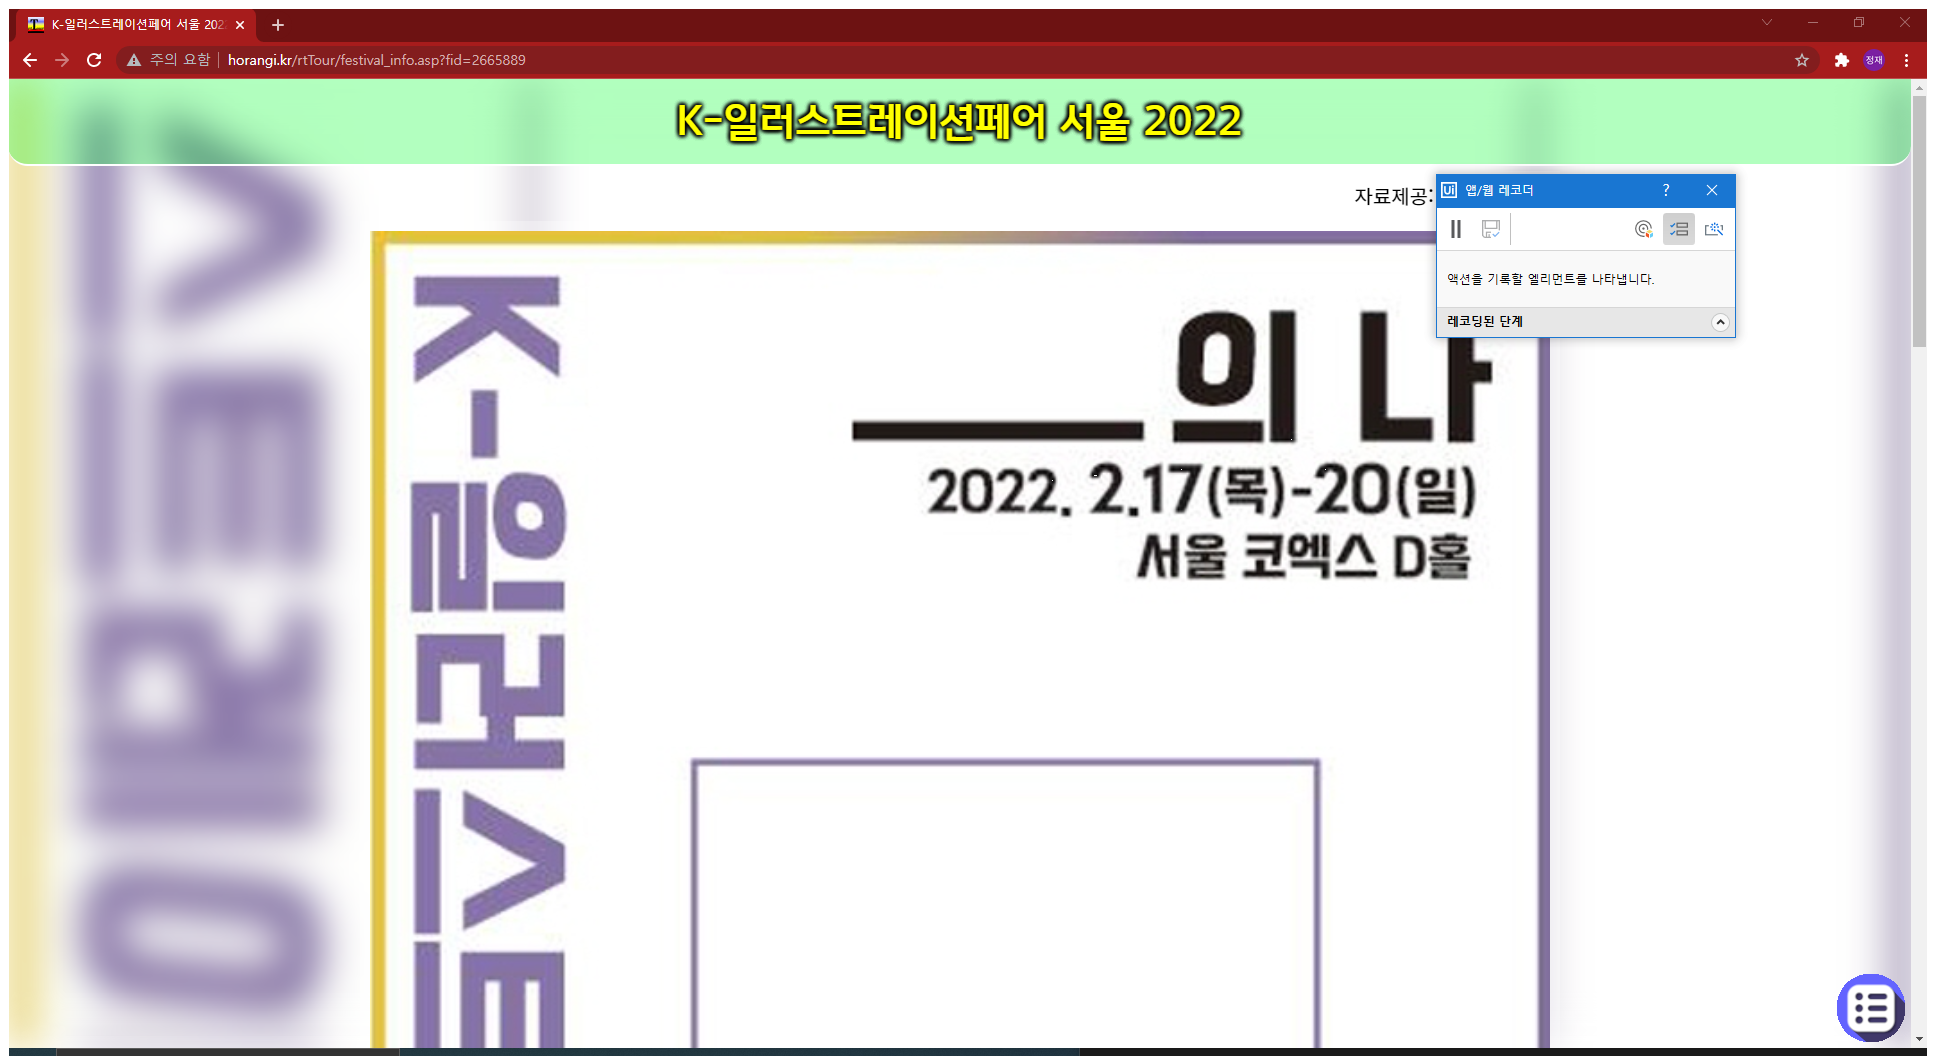 K-일러스트레이션페어 서울 202
주의 요함
horangi.kr/rtTour/festival_info.asp?fid=2665889
정재
K-일러스트레이션페어 서울 2022
자료제공:
Ui 앱/웹 레코더
?
액션을 기록할 엘리먼트를 나타냅니다.
레코딩된 단계
K-일러스트
의 나
2022. 2.17(목)-20(일)
서울 코엑스 D홀